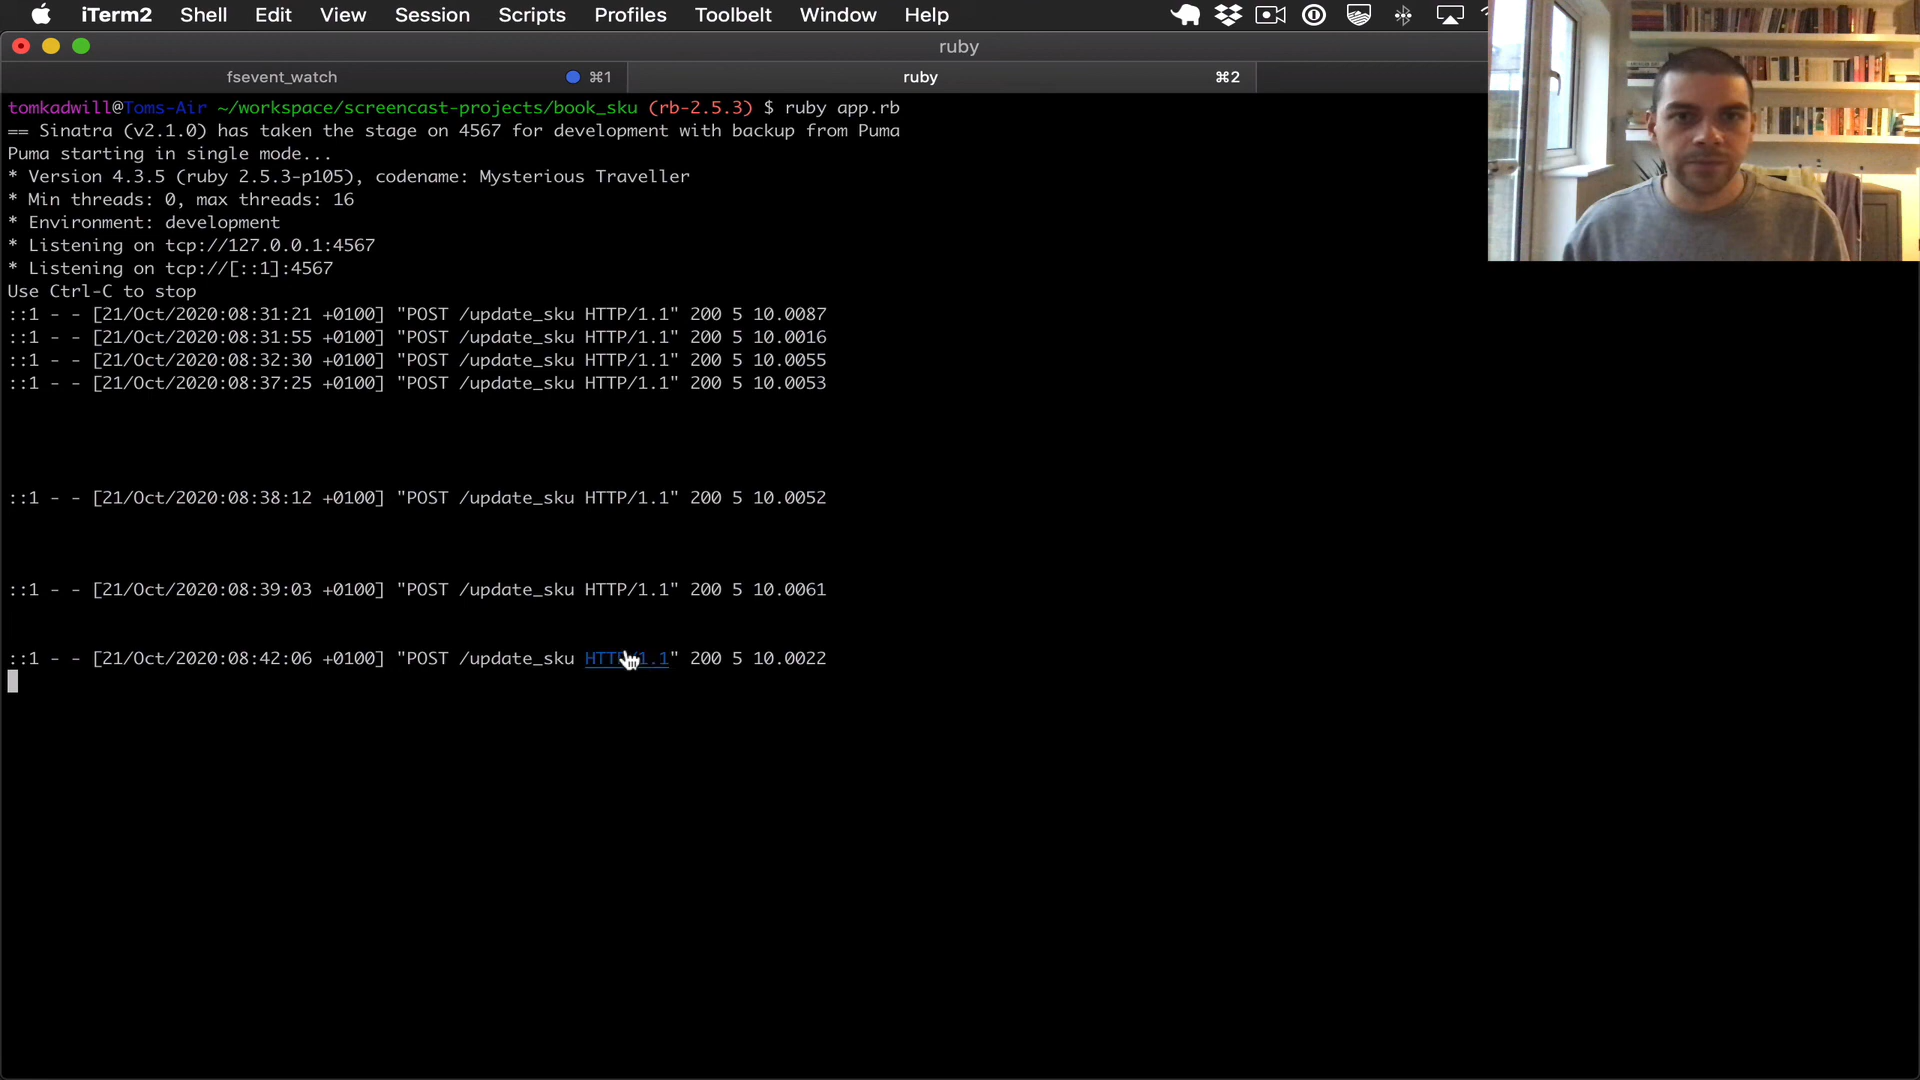 iTerm2 Shell Edit View Session Scripts Profiles Toolbelt Window Help
ruby
fsevent_watch ⌘1 ruby ⌘2
tomkadwill@Toms-Air ~/workspace/screencast-projects/book_sku (rb-2.5.3) $ ruby app.rb
== Sinatra (v2.1.0) has taken the stage on 4567 for development with backup from Puma
Puma starting in single mode...
* Version 4.3.5 (ruby 2.5.3-p105), codename: Mysterious Traveller
* Min threads: 0, max threads: 16
* Environment: development
* Listening on tcp://127.0.0.1:4567
* Listening on tcp://[::1]:4567
Use Ctrl-C to stop
::1 - - [21/Oct/2020:08:31:21 +0100] "POST /update_sku HTTP/1.1" 200 5 10.0087
::1 - - [21/Oct/2020:08:31:55 +0100] "POST /update_sku HTTP/1.1" 200 5 10.0016
::1 - - [21/Oct/2020:08:32:30 +0100] "POST /update_sku HTTP/1.1" 200 5 10.0055
::1 - - [21/Oct/2020:08:37:25 +0100] "POST /update_sku HTTP/1.1" 200 5 10.0053
::1 - - [21/Oct/2020:08:38:12 +0100] "POST /update_sku HTTP/1.1" 200 5 10.0052
::1 - - [21/Oct/2020:08:39:03 +0100] "POST /update_sku HTTP/1.1" 200 5 10.0061
::1 - - [21/Oct/2020:08:42:06 +0100] "POST /update_sku HTTP/1.1" 200 5 10.0022